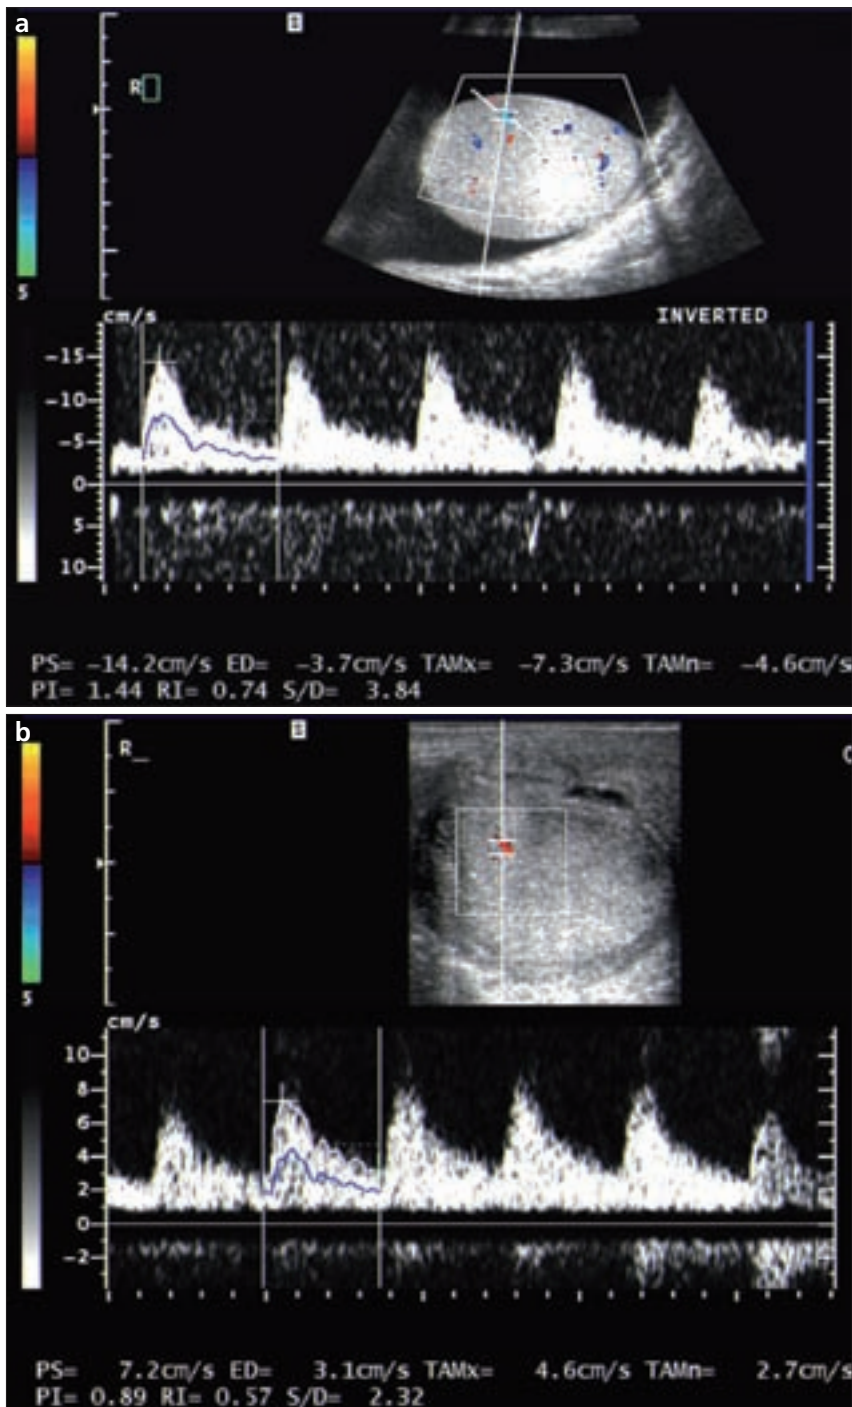 a
R
5
cm/s
INVERTED
-15
-10
-5
0
5
10
PS= -14.2cm/s ED= -3.7cm/s TAMx= -7.3cm/s TAMn= -4.6cm/s
PI= 1.44 RI= 0.74 S/D= 3.84
b
R_
5
cm/s
10
8
6
4
2
0
-2
PS= 7.2cm/s ED= 3.1cm/s TAMx= 4.6cm/s TAMn= 2.7cm/s
PI= 0.89 RI= 0.57 S/D= 2.32